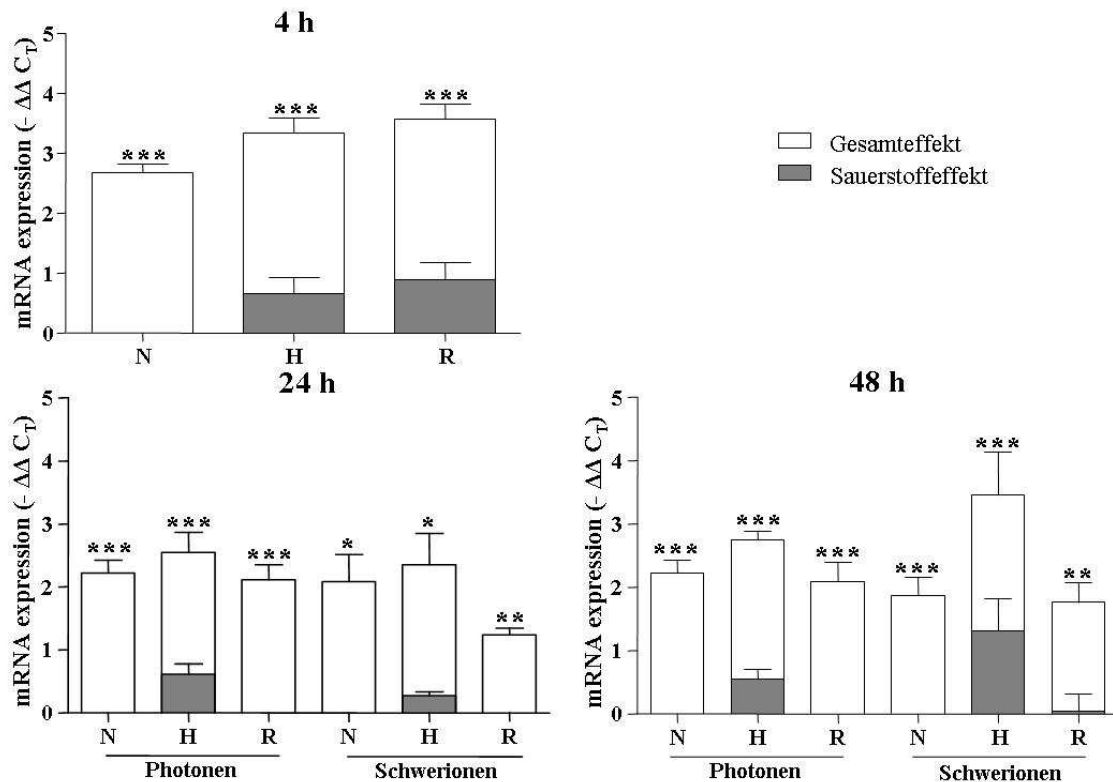 4 h
mRNA expression (- ΔΔ C_T)
5
4
3
2
1
0
***
***
***
N H R
Gesamteffekt
Sauerstoffeffekt
24 h
mRNA expression (- ΔΔ C_T)
5
4
3
2
1
0
*** *** *** * * **
N H R N H R
Photonen Schwerionen
48 h
mRNA expression (- ΔΔ C_T)
5
4
3
2
1
0
*** *** *** *** *** **
N H R N H R
Photonen Schwerionen